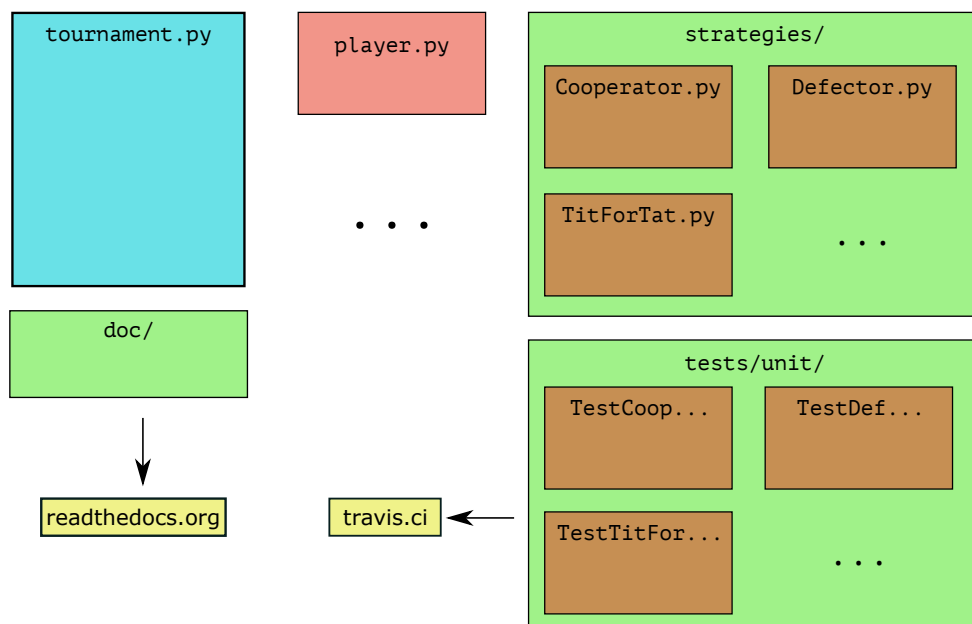 tournament.py
player.py
strategies/
Cooperator.py
Defector.py
TitForTat.py
...
...
doc/
tests/unit/
TestCoop...
TestDef...
readthedocs.org
travis.ci
TestTitFor...
...